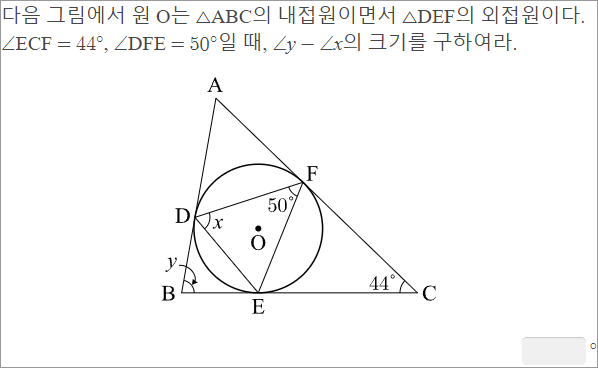 다음 그림에서 원 O는 △ABC의 내접원이면서 △DEF의 외접원이다.
∠ECF = 44°, ∠DFE = 50°일 때, ∠y − ∠x의 크기를 구하여라.
A
F
50°
D
x
O
y
44°
B
E
C
°